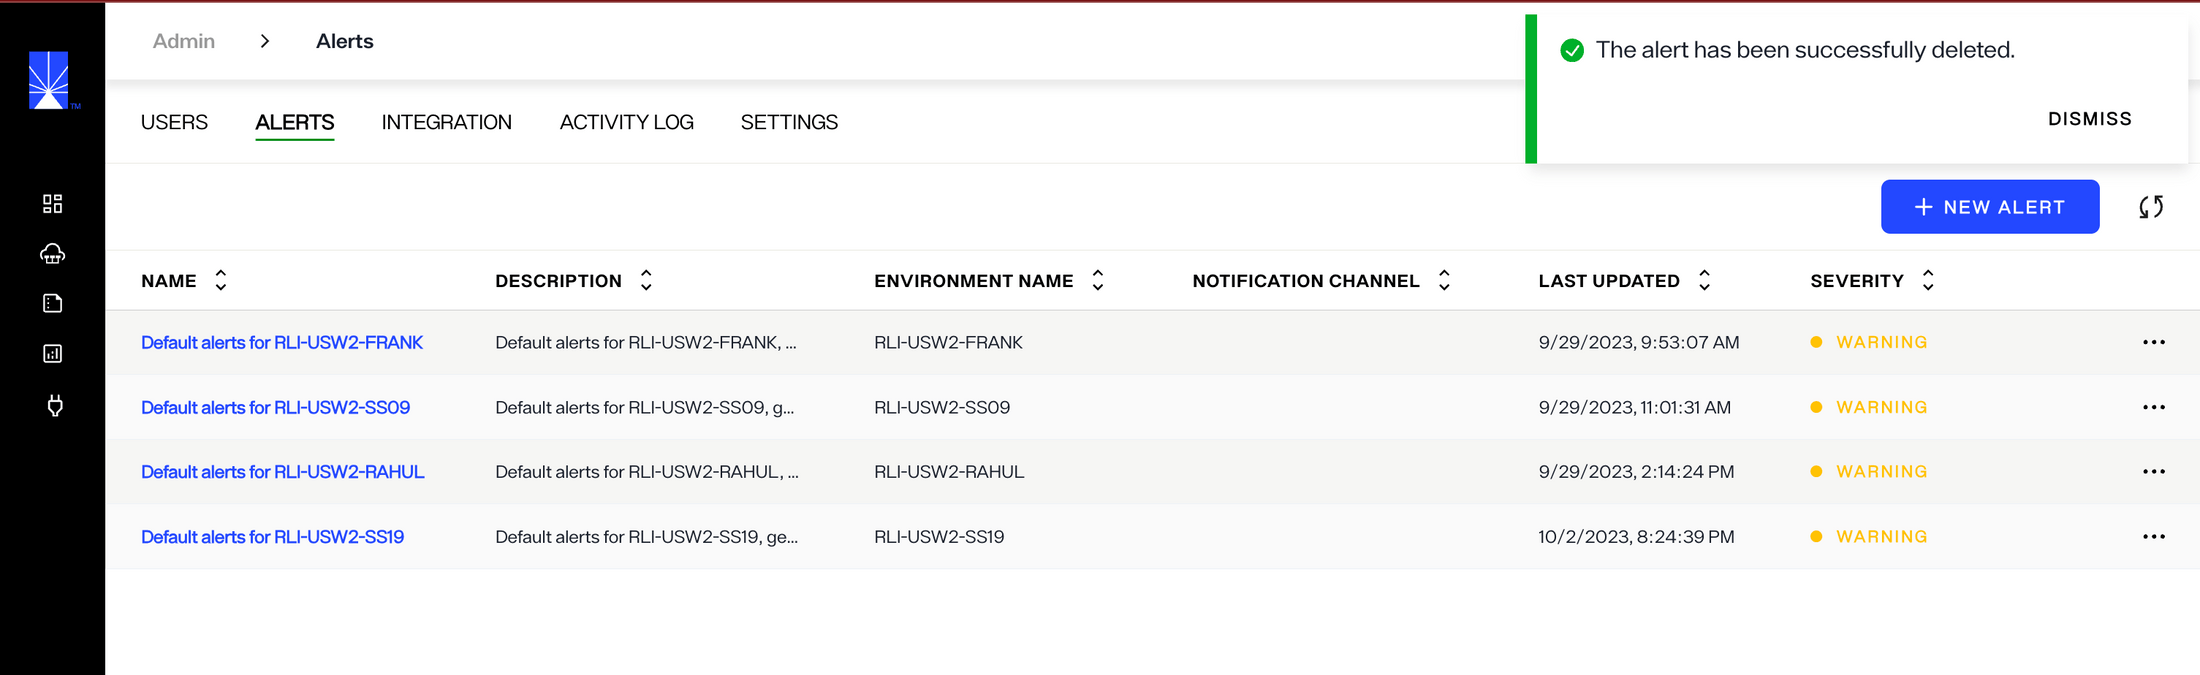 Admin > Alerts
The alert has been successfully deleted.
DISMISS
USERS ALERTS INTEGRATION ACTIVITY LOG SETTINGS
+ NEW ALERT
NAME DESCRIPTION ENVIRONMENT NAME NOTIFICATION CHANNEL LAST UPDATED SEVERITY
Default alerts for RLI-USW2-FRANK Default alerts for RLI-USW2-FRANK, ... RLI-USW2-FRANK 9/29/2023, 9:53:07 AM WARNING
Default alerts for RLI-USW2-SS09 Default alerts for RLI-USW2-SS09, g... RLI-USW2-SS09 9/29/2023, 11:01:31 AM WARNING
Default alerts for RLI-USW2-RAHUL Default alerts for RLI-USW2-RAHUL, ... RLI-USW2-RAHUL 9/29/2023, 2:14:24 PM WARNING
Default alerts for RLI-USW2-SS19 Default alerts for RLI-USW2-SS19, ge... RLI-USW2-SS19 10/2/2023, 8:24:39 PM WARNING
TM